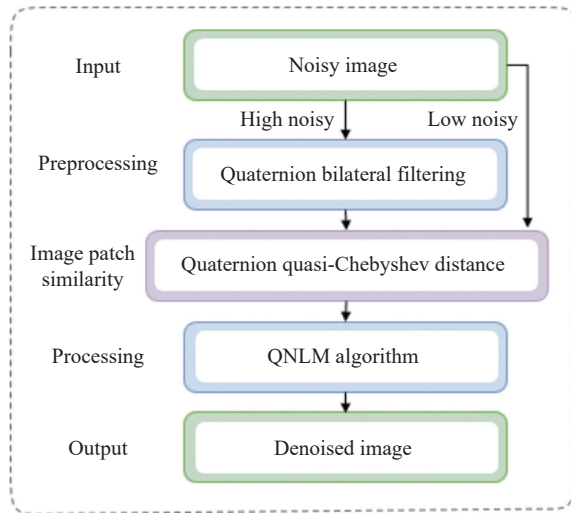 Input
Noisy image
High noisy
Low noisy
Preprocessing
Quaternion bilateral filtering
Image patch
similarity
Quaternion quasi-Chebyshev distance
Processing
QNLM algorithm
Output
Denoised image